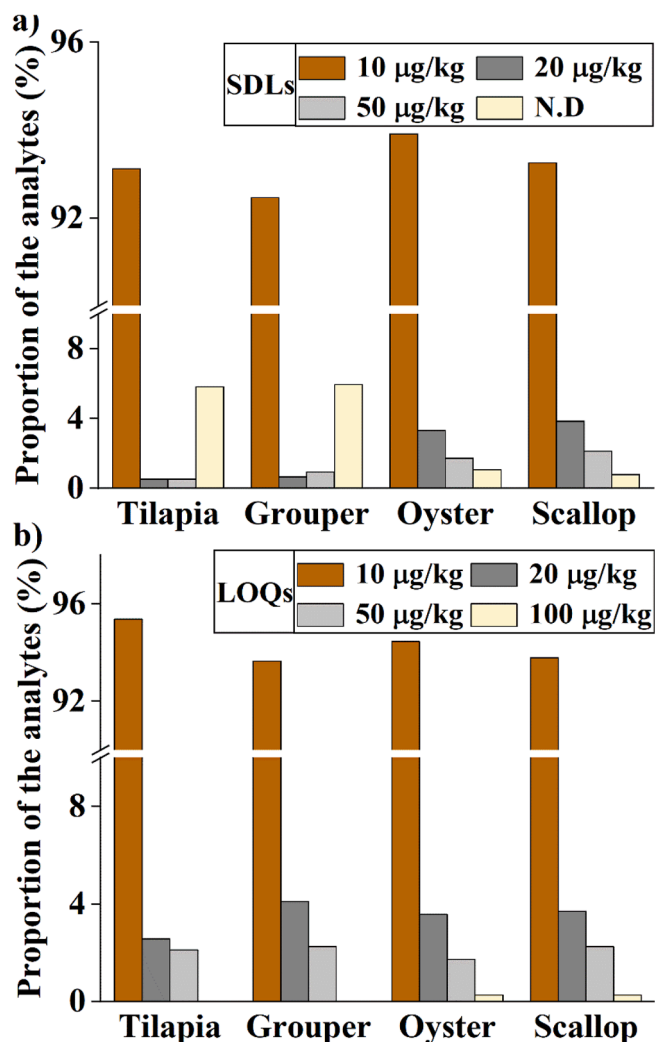 a)
Proportion of the analytes (%)
96
92
8
4
0
SDLs
10 μg/kg
20 μg/kg
50 μg/kg
N.D
Tilapia Grouper Oyster Scallop
b)
Proportion of the analytes (%)
96
92
8
4
0
LOQs
10 μg/kg
20 μg/kg
50 μg/kg
100 μg/kg
Tilapia Grouper Oyster Scallop